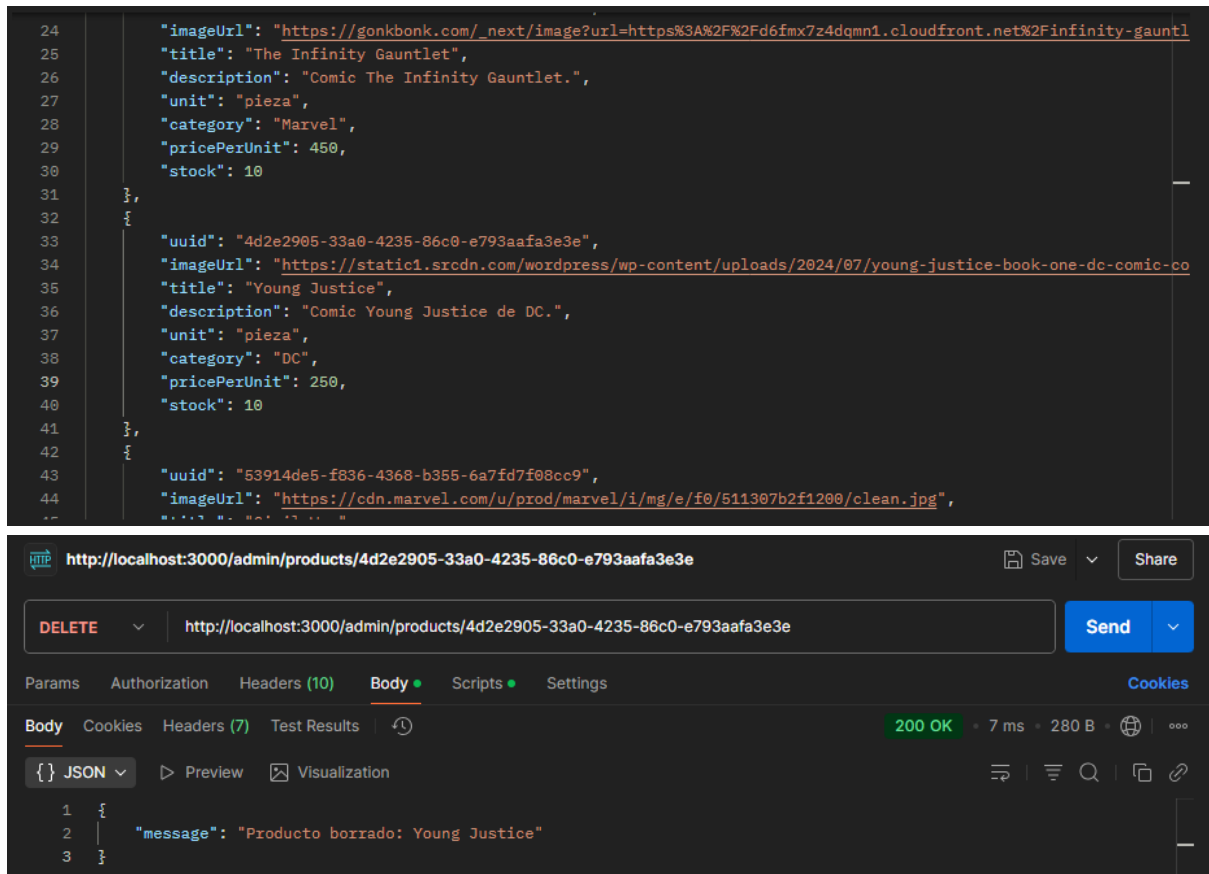 24 "imageUrl": "https://gonkbonk.com/_next/image?url=https%3A%2F%2Fd6fmx7z4dqmn1.cloudfront.net%2Finfinity-gauntl
25 "title": "The Infinity Gauntlet",
26 "description": "Comic The Infinity Gauntlet.",
27 "unit": "pieza",
28 "category": "Marvel",
29 "pricePerUnit": 450,
30 "stock": 10
31 },
32 {
33 "uuid": "4d2e2905-33a0-4235-86c0-e793aafa3e3e",
34 "imageUrl": "https://static1.srcdn.com/wordpress/wp-content/uploads/2024/07/young-justice-book-one-dc-comic-co
35 "title": "Young Justice",
36 "description": "Comic Young Justice de DC.",
37 "unit": "pieza",
38 "category": "DC",
39 "pricePerUnit": 250,
40 "stock": 10
41 },
42 {
43 "uuid": "53914de5-f836-4368-b355-6a7fd7f08cc9",
44 "imageUrl": "https://cdn.marvel.com/u/prod/marvel/i/mg/e/f0/511307b2f1200/clean.jpg",
HTTP http://localhost:3000/admin/products/4d2e2905-33a0-4235-86c0-e793aafa3e3e Save Share
DELETE http://localhost:3000/admin/products/4d2e2905-33a0-4235-86c0-e793aafa3e3e Send
Params Authorization Headers (10) Body Scripts Settings Cookies
Body Cookies Headers (7) Test Results 200 OK 7 ms 280 B
{} JSON Preview Visualization
1 {
2 "message": "Producto borrado: Young Justice"
3 }